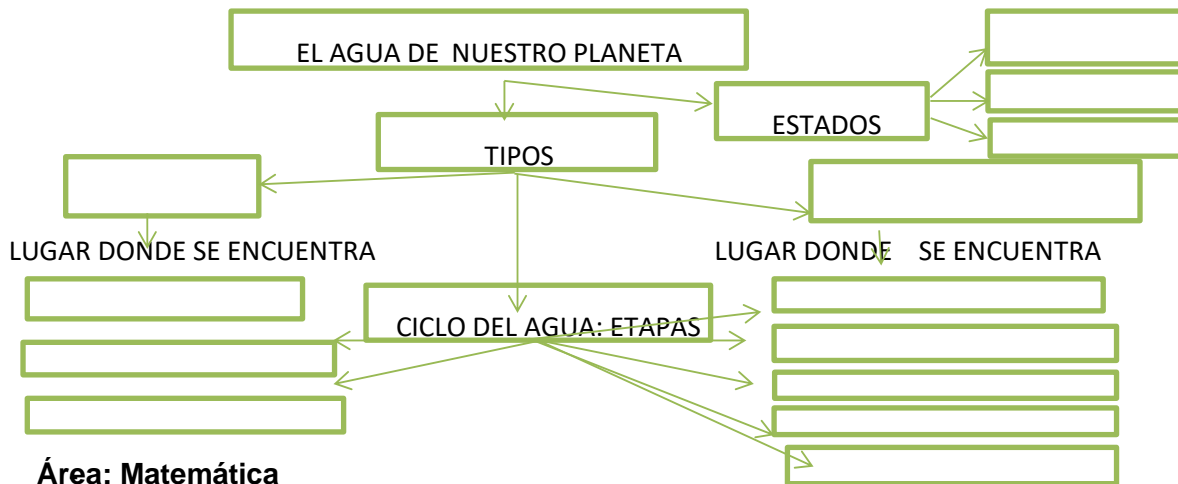 EL AGUA DE NUESTRO PLANETA
ESTADOS
TIPOS
LUGAR DONDE SE ENCUENTRA
LUGAR DONDE SE ENCUENTRA
CICLO DEL AGUA: ETAPAS
Área: Matemática